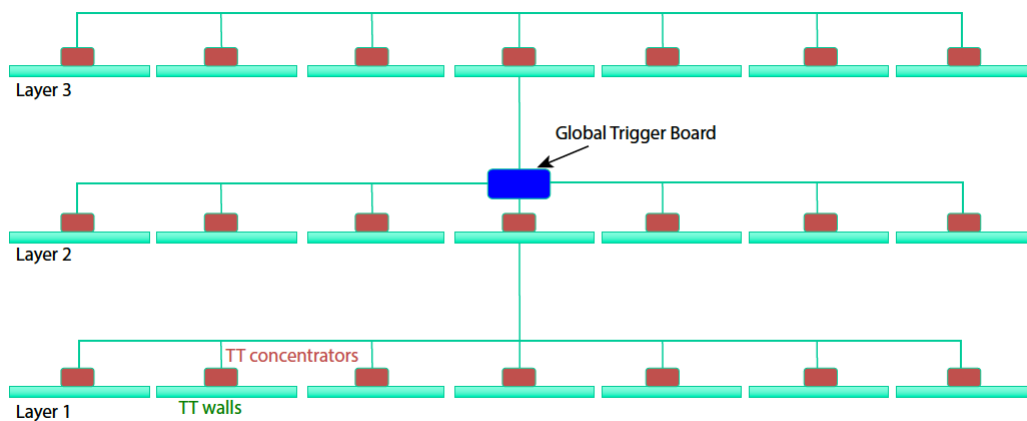 Layer 3
Global Trigger Board
Layer 2
TT concentrators
TT walls
Layer 1